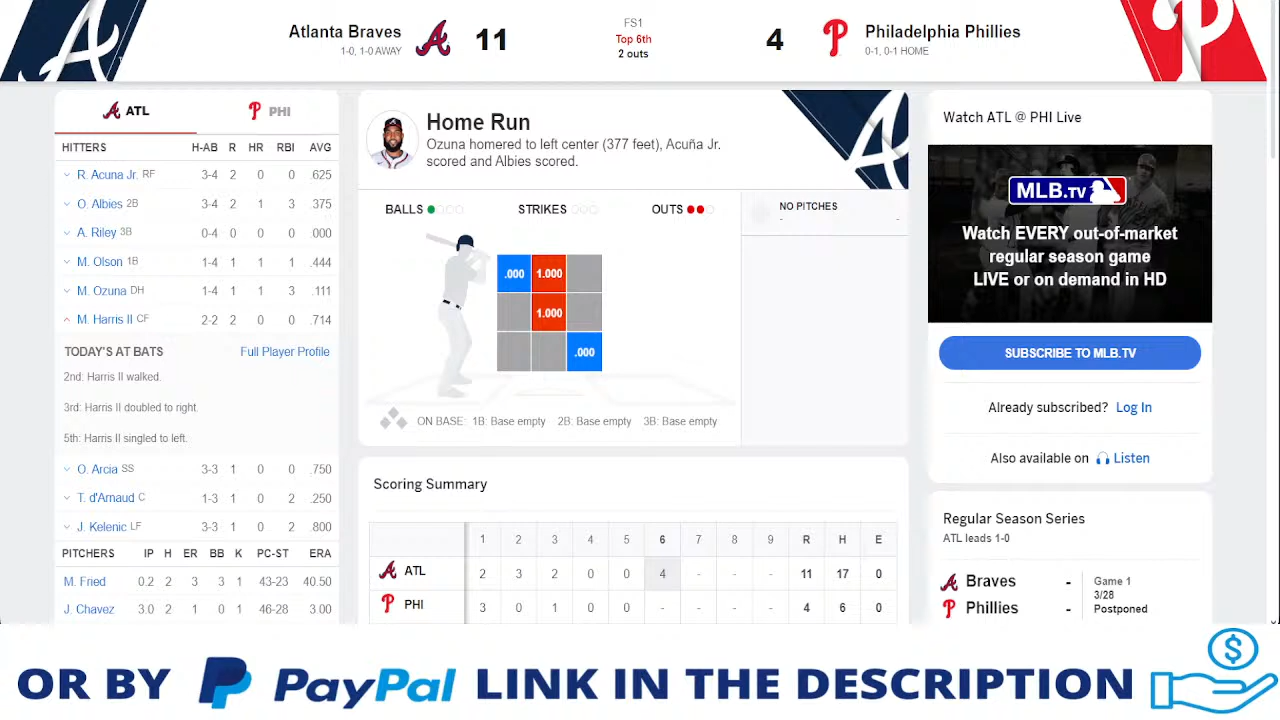 Atlanta Braves
1-0, 1-0 AWAY
11
FS1
Top 6th
2 outs
4
Philadelphia Phillies
0-1, 0-1 HOME
ATL
PHI
HITTERS H-AB R HR RBI AVG
R. Acuna Jr. RF 3-4 2 0 0 .625
O. Albies 2B 3-4 2 1 3 .375
A. Riley 3B 0-4 0 0 0 .000
M. Olson 1B 1-4 1 1 1 .444
M. Ozuna DH 1-4 1 1 3 .111
M. Harris II CF 2-2 2 0 0 .714
TODAY'S AT BATS Full Player Profile
2nd: Harris II walked.
3rd: Harris II doubled to right.
5th: Harris II singled to left.
O. Arcia SS 3-3 1 0 0 .750
T. d'Arnaud C 1-3 1 0 2 .250
J. Kelenic LF 3-3 1 0 2 .800
PITCHERS IP H ER BB K PC-ST ERA
M. Fried 0.2 2 3 3 1 43-23 40.50
J. Chavez 3.0 2 1 0 1 46-28 3.00
Home Run
Ozuna homered to left center (377 feet), Acuña Jr.
scored and Albies scored.
BALLS STRIKES OUTS
NO PITCHES
- -
.000 1.000
1.000
.000
ON BASE: 1B: Base empty 2B: Base empty 3B: Base empty
Scoring Summary
1 2 3 4 5 6 7 8 9 R H E
ATL 2 3 2 0 0 4 - - - 11 17 0
PHI 3 0 1 0 0 - - - - 4 6 0
Watch ATL @ PHI Live
MLB.TV
Watch EVERY out-of-market
regular season game
LIVE or on demand in HD
SUBSCRIBE TO MLB.TV
Already subscribed? Log In
Also available on Listen
Regular Season Series
ATL leads 1-0
Braves - Game 1
3/28
Phillies - Postponed
OR BY PayPal LINK IN THE DESCRIPTION